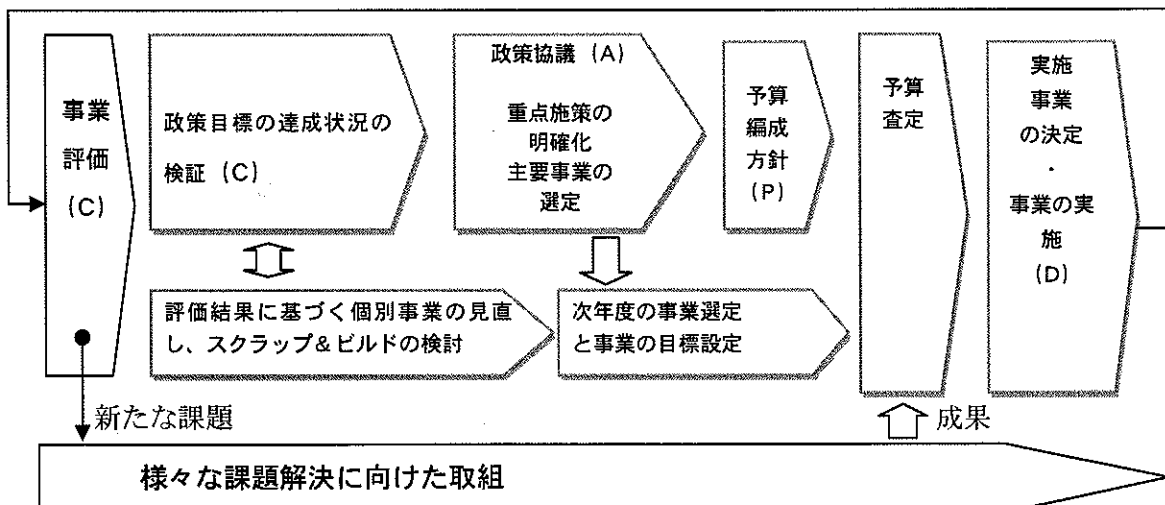 事業
評価
(C)
政策目標の達成状況の
検証(C)
政策協議(A)
重点施策の
明確化
主要事業の
選定
予算
編成
方針
(P)
予算
査定
実施
事業
の決定
・
事業の実
施
(D)
評価結果に基づく個別事業の見直
し、スクラップ&ビルドの検討
次年度の事業選定
と事業の目標設定
新たな課題
成果
様々な課題解決に向けた取組